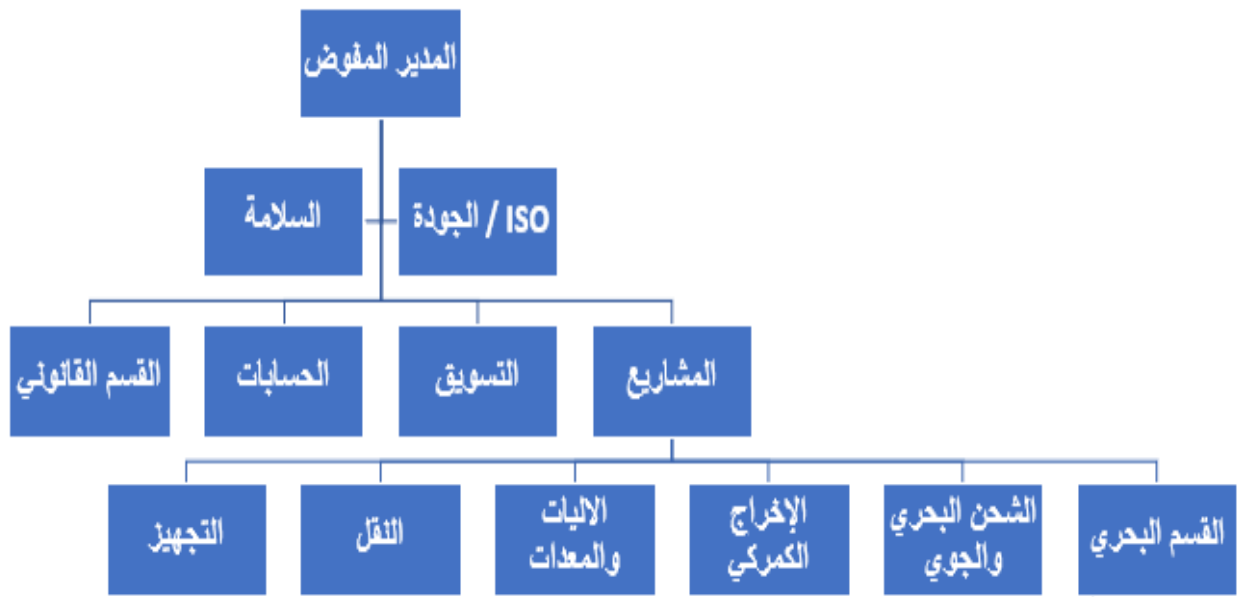 المدير المفوض
ISO / الجودة
السلامة
المشاريع
التسويق
الحسابات
القسم القانوني
القسم البحري
الشحن البحري
والجوي
الإخراج
الكمركي
الاليات
والمعدات
النقل
التجهيز